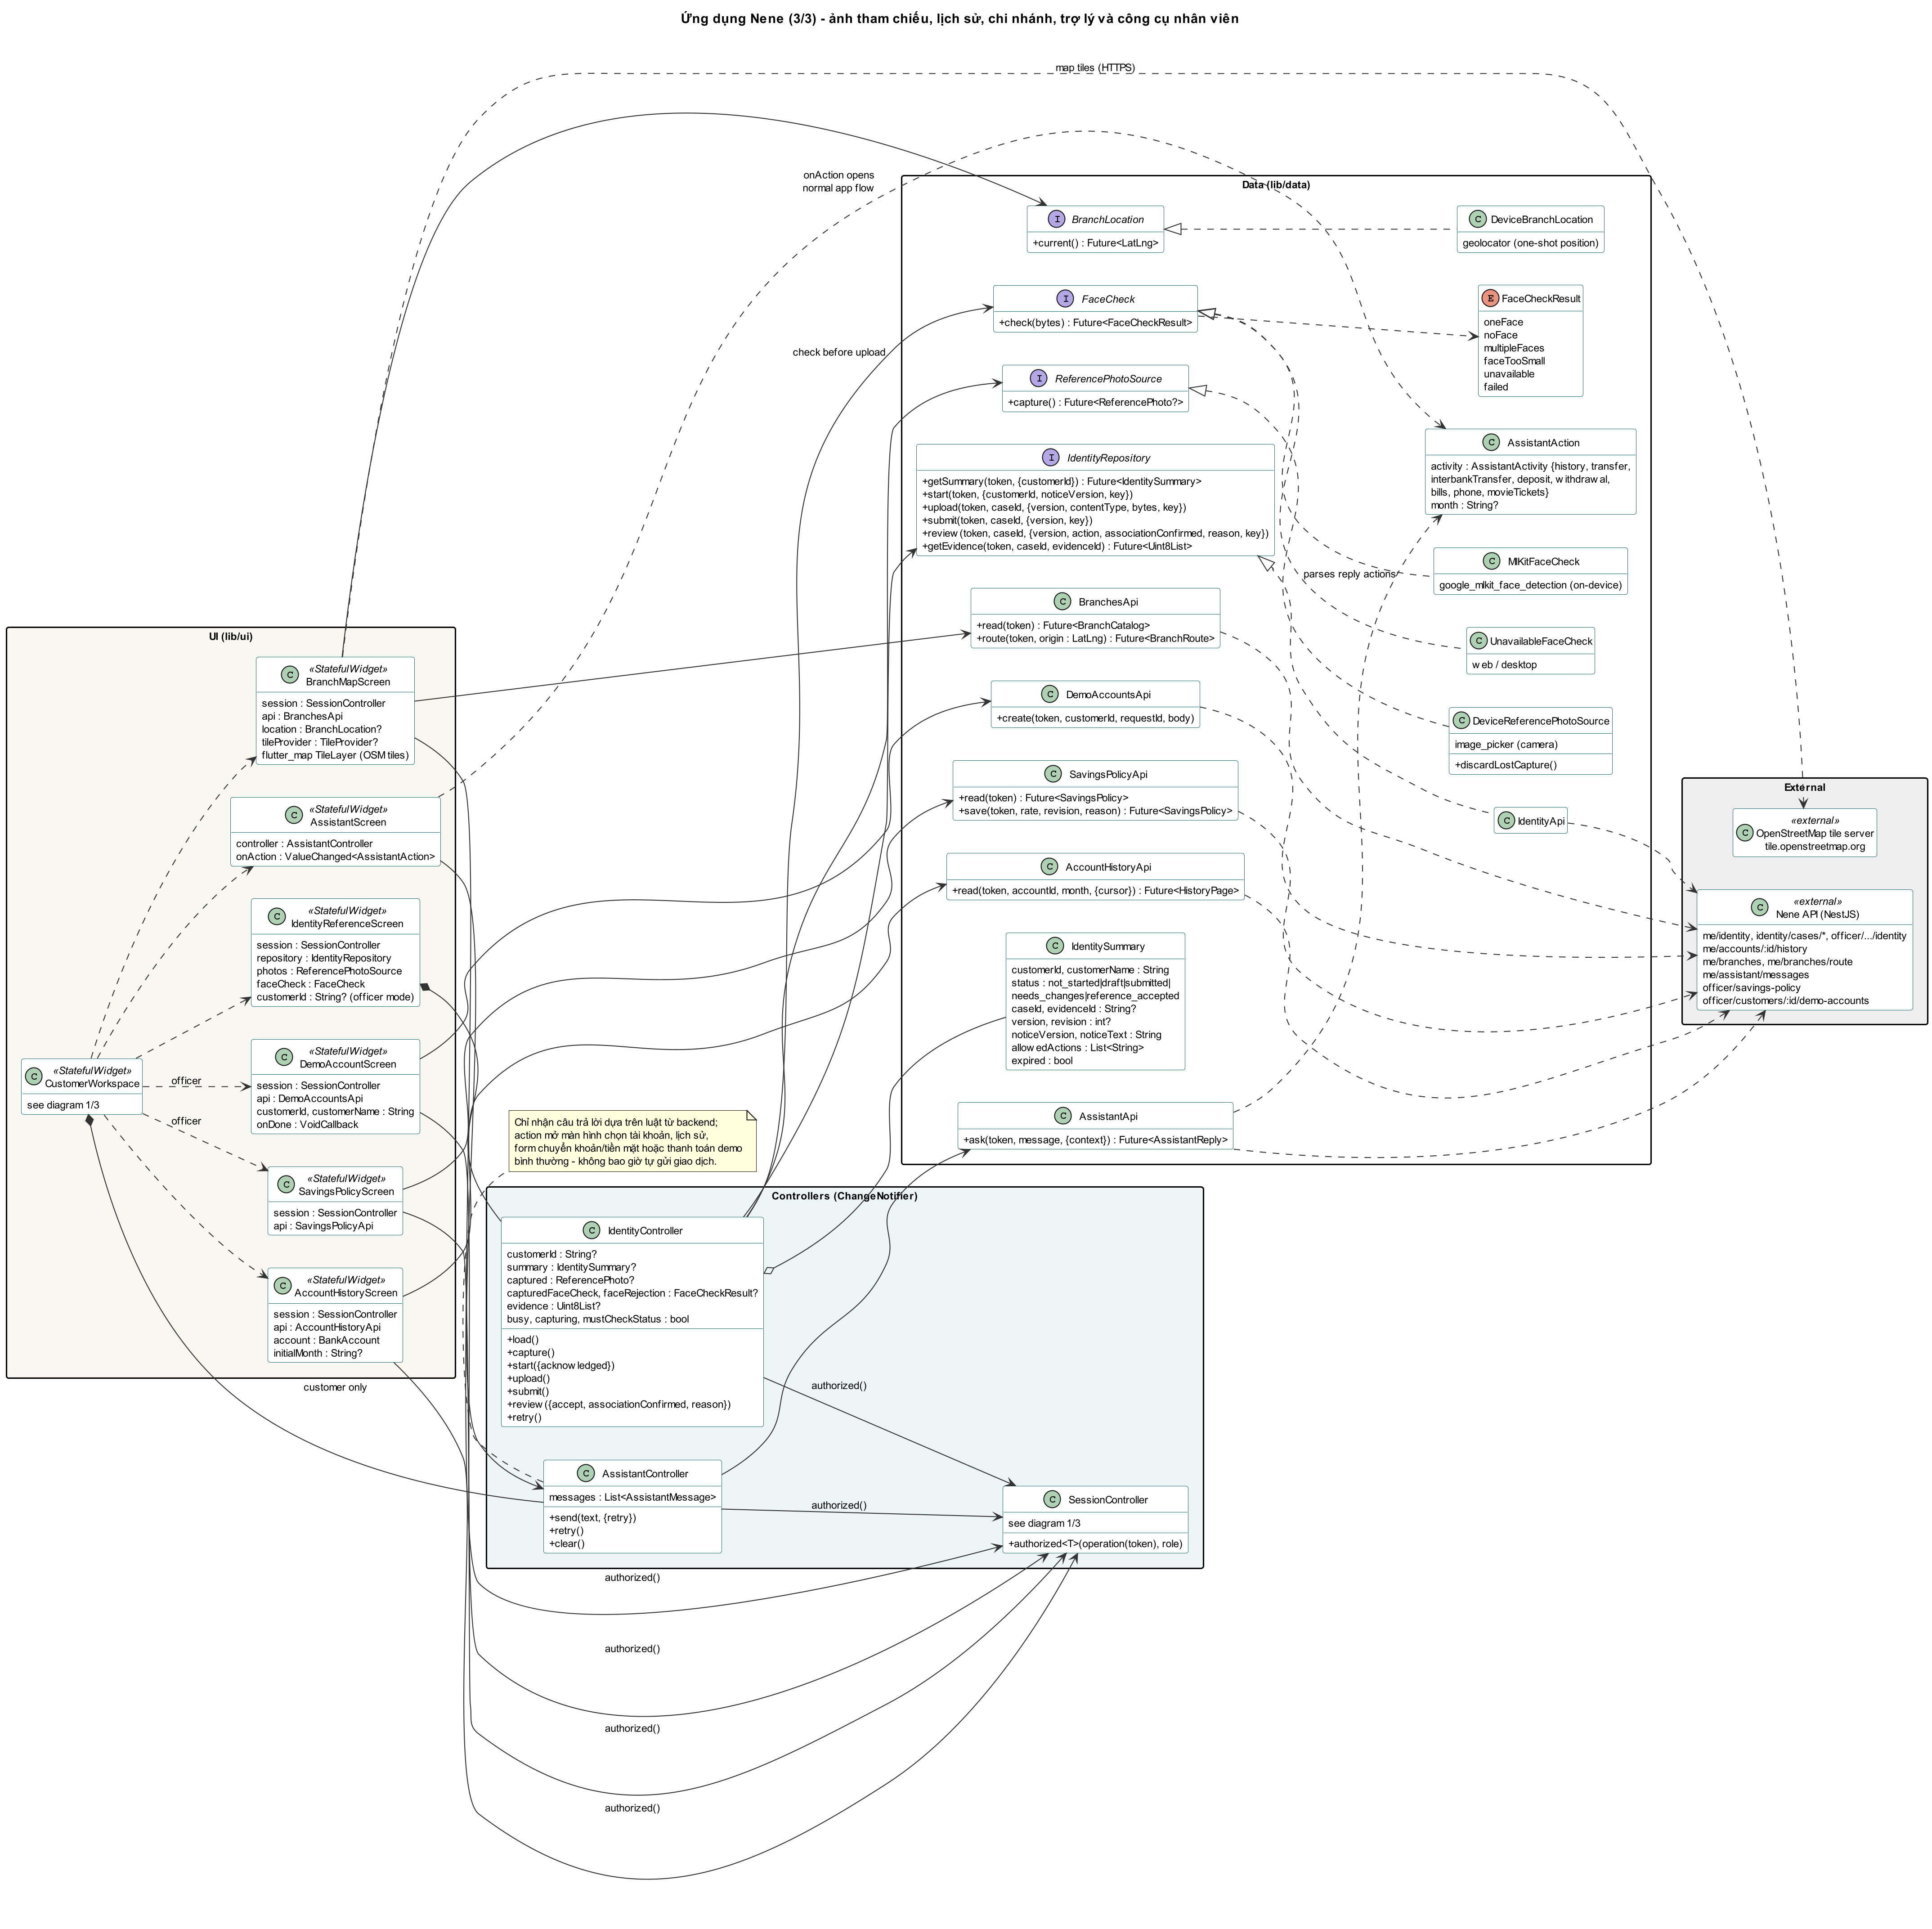 Ứng dụng Nene (3/3) - ảnh tham chiếu, lịch sử, chi nhánh, trợ lý và công cụ nhân viên
map tiles (HTTPS)
onAction opens
normal app flow
check before upload
parses reply actions
Data (lib/data)
I BranchLocation
+current() : Future<LatLng>
C DeviceBranchLocation
geolocator (one-shot position)
I FaceCheck
+check(bytes) : Future<FaceCheckResult>
E FaceCheckResult
oneFace
noFace
multipleFaces
faceTooSmall
unavailable
failed
I ReferencePhotoSource
+capture() : Future<ReferencePhoto?>
I IdentityRepository
+getSummary(token, {customerId}) : Future<IdentitySummary>
+start(token, {customerId, noticeVersion, key})
+upload(token, caseId, {version, contentType, bytes, key})
+submit(token, caseId, {version, key})
+review(token, caseId, {version, action, associationConfirmed, reason, key})
+getEvidence(token, caseId, evidenceId) : Future<Uint8List>
C AssistantAction
activity : AssistantActivity {history, transfer,
interbankTransfer, deposit, withdrawal,
bills, phone, movieTickets}
month : String?
C MlKitFaceCheck
google_mlkit_face_detection (on-device)
C BranchesApi
+read(token) : Future<BranchCatalog>
+route(token, origin : LatLng) : Future<BranchRoute>
C UnavailableFaceCheck
web / desktop
C DemoAccountsApi
+create(token, customerId, requestId, body)
C DeviceReferencePhotoSource
image_picker (camera)
+discardLostCapture()
C SavingsPolicyApi
+read(token) : Future<SavingsPolicy>
+save(token, rate, revision, reason) : Future<SavingsPolicy>
C IdentityApi
C AccountHistoryApi
+read(token, accountId, month, {cursor}) : Future<HistoryPage>
C IdentitySummary
customerId, customerName : String
status : not_started|draft|submitted|
needs_changes|reference_accepted
caseId, evidenceId : String?
version, revision : int?
noticeVersion, noticeText : String
allowedActions : List<String>
expired : bool
C AssistantApi
+ask(token, message, {context}) : Future<AssistantReply>
External
«external»
C OpenStreetMap tile server
tile.openstreetmap.org
«external»
C Nene API (NestJS)
me/identity, identity/cases/*, officer/.../identity
me/accounts/:id/history
me/branches, me/branches/route
me/assistant/messages
officer/savings-policy
officer/customers/:id/demo-accounts
UI (lib/ui)
«StatefulWidget»
C BranchMapScreen
session : SessionController
api : BranchesApi
location : BranchLocation?
tileProvider : TileProvider?
flutter_map TileLayer (OSM tiles)
«StatefulWidget»
C AssistantScreen
controller : AssistantController
onAction : ValueChanged<AssistantAction>
«StatefulWidget»
C IdentityReferenceScreen
session : SessionController
repository : IdentityRepository
photos : ReferencePhotoSource
faceCheck : FaceCheck
customerId : String? (officer mode)
«StatefulWidget»
C CustomerWorkspace
see diagram 1/3
officer
«StatefulWidget»
C DemoAccountScreen
session : SessionController
api : DemoAccountsApi
customerId, customerName : String
onDone : VoidCallback
officer
«StatefulWidget»
C SavingsPolicyScreen
session : SessionController
api : SavingsPolicyApi
«StatefulWidget»
C AccountHistoryScreen
session : SessionController
api : AccountHistoryApi
account : BankAccount
initialMonth : String?
customer only
Chỉ nhận câu trả lời dựa trên luật từ backend;
action mở màn hình chọn tài khoản, lịch sử,
form chuyển khoản/tiền mặt hoặc thanh toán demo
bình thường - không bao giờ tự gửi giao dịch.
Controllers (ChangeNotifier)
C IdentityController
customerId : String?
summary : IdentitySummary?
captured : ReferencePhoto?
capturedFaceCheck, faceRejection : FaceCheckResult?
evidence : Uint8List?
busy, capturing, mustCheckStatus : bool
+load()
+capture()
+start({acknowledged})
+upload()
+submit()
+review({accept, associationConfirmed, reason})
+retry()
authorized()
C AssistantController
messages : List<AssistantMessage>
+send(text, {retry})
+retry()
+clear()
authorized()
C SessionController
see diagram 1/3
+authorized<T>(operation(token), role)
authorized()
authorized()
authorized()
authorized()